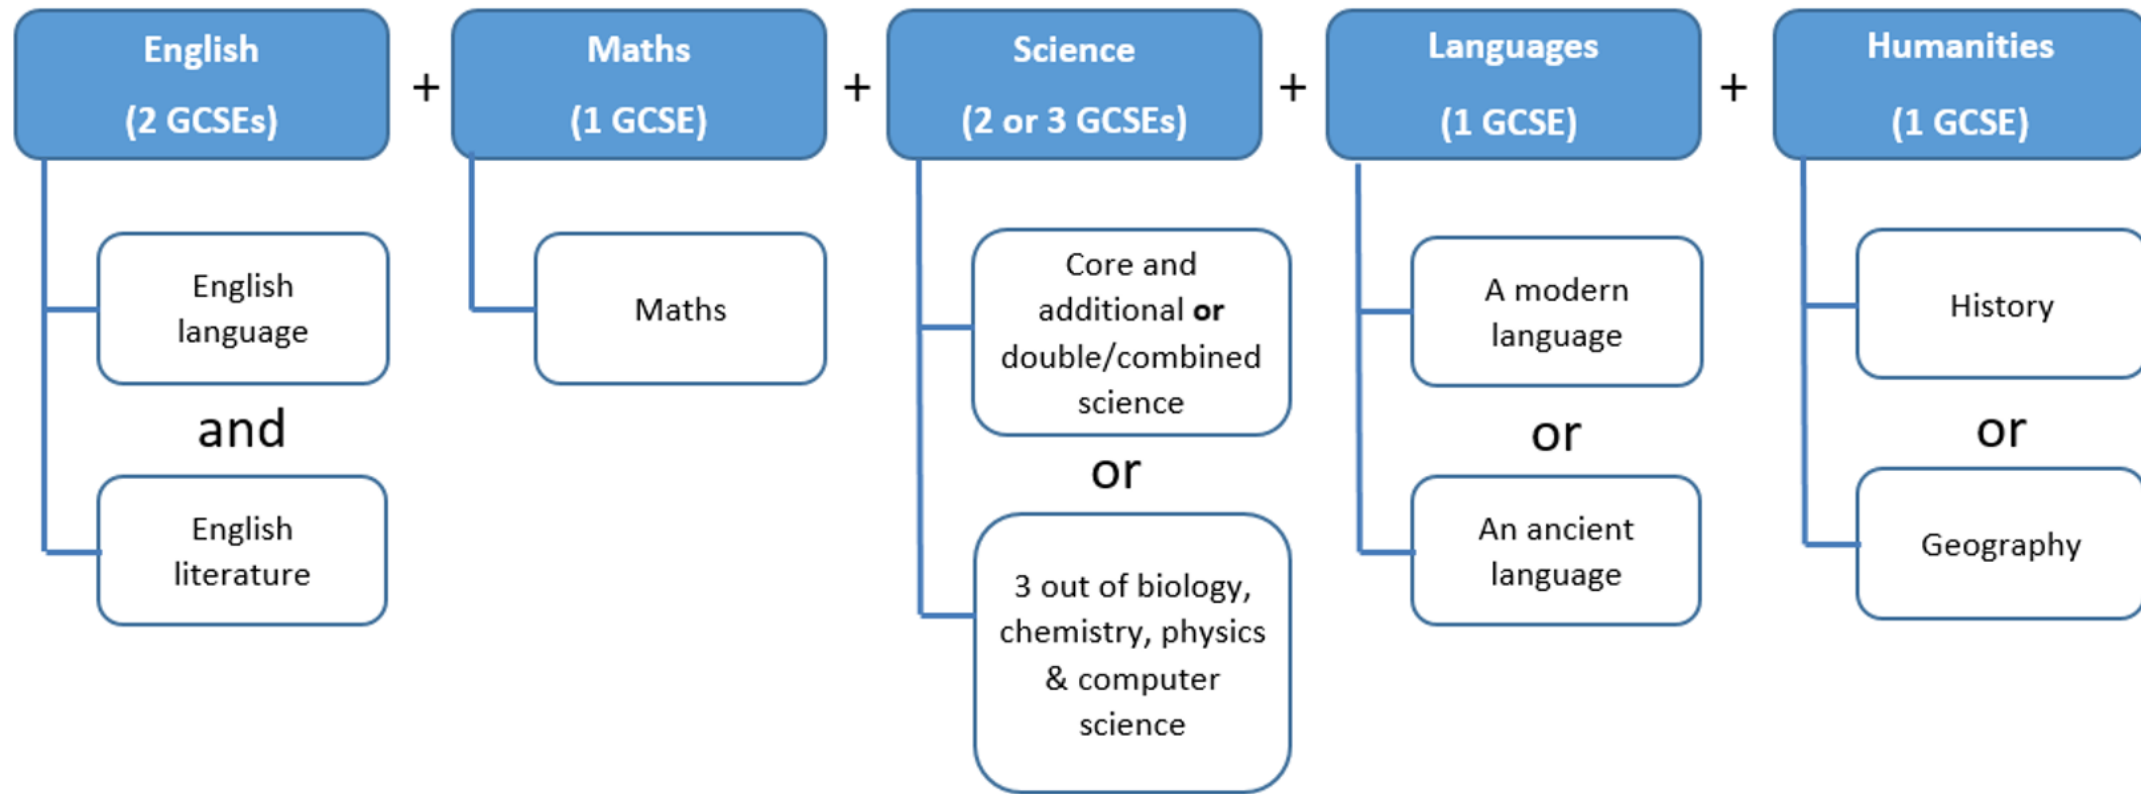 English
(2 GCSEs)
+
Maths
(1 GCSE)
+
Science
(2 or 3 GCSEs)
+
Languages
(1 GCSE)
+
Humanities
(1 GCSE)
English
language
and
English
literature
Maths
Core and
additional or
double/combined
science
or
3 out of biology,
chemistry, physics
& computer
science
A modern
language
or
An ancient
language
History
or
Geography